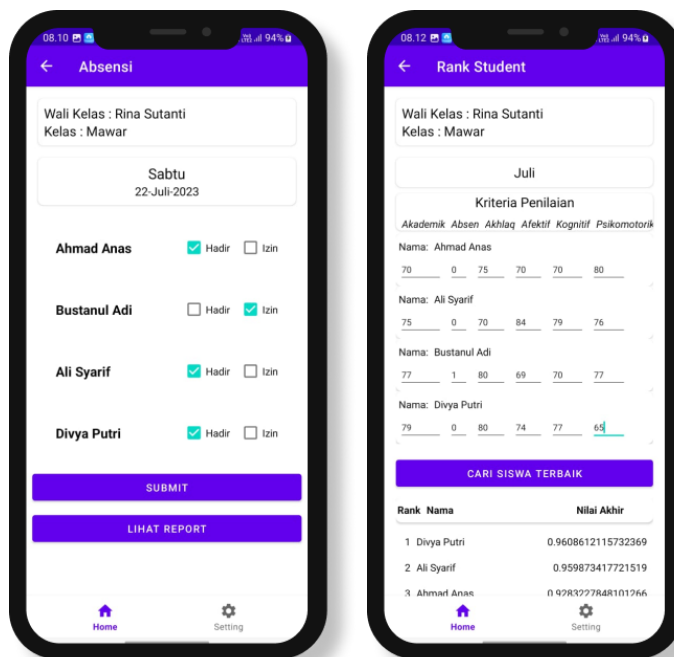 08.10 94%
Absensi
Wali Kelas : Rina Sutanti
Kelas : Mawar
Sabtu
22-Juli-2023
Ahmad Anas Hadir Izin
Bustanul Adi Hadir Izin
Ali Syarif Hadir Izin
Divya Putri Hadir Izin
SUBMIT
LIHAT REPORT
Home Setting
08.12 94%
Rank Student
Wali Kelas : Rina Sutanti
Kelas : Mawar
Juli
Kriteria Penilaian
Akademik Absen Akhlaq Afektif Kognitif Psikomotorik
Nama: Ahmad Anas
70 0 75 70 70 80
Nama: Ali Syarif
75 0 70 84 79 76
Nama: Bustanul Adi
77 1 80 69 70 77
Nama: Divya Putri
79 0 80 74 77 65
CARI SISWA TERBAIK
Rank Nama Nilai Akhir
1 Divya Putri 0.9608612115732369
2 Ali Syarif 0.959873417721519
3 Ahmad Anas 0.9283227848101266
Home Setting